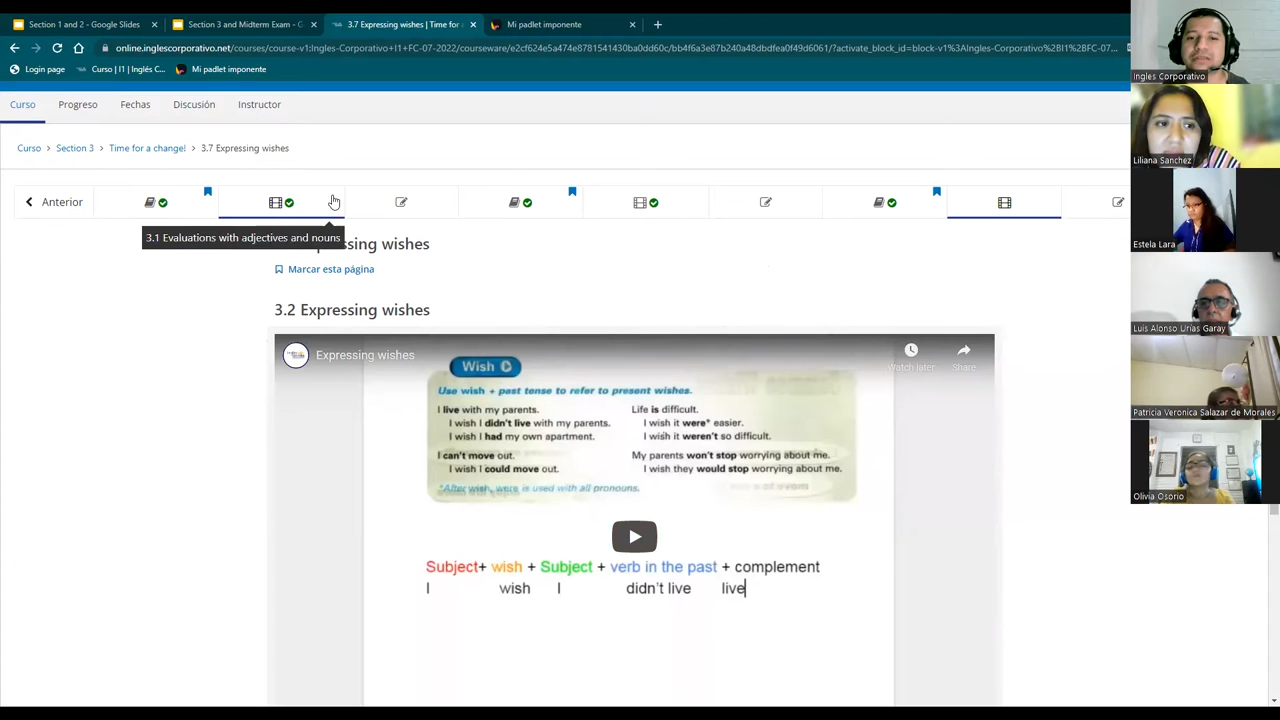 Section 1 and 2 - Google Slides
Section 3 and Midterm Exam - G
3.7 Expressing wishes | Time for a
Mi padlet imponente
online.inglescorporativo.net/courses/course-v1:Ingles-Corporativo+I1+FC-07-2022/courseware/e2cf624e5a474e8781541430ba0dd60c/bb4f6a3e87b240a48dbdfea0f49d6061/?activate_block_id=block-v1%3AIngles-Corporativo%2BI1%2BFC-07...
Login page
Curso | I1 | Inglés C...
Mi padlet imponente
Curso
Progreso
Fechas
Discusión
Instructor
Curso > Section 3 > Time for a change! > 3.7 Expressing wishes
Anterior
3.1 Evaluations with adjectives and nouns
essing wishes
Marcar esta página
3.2 Expressing wishes
Expressing wishes
Watch later
Share
Wish
Use wish + past tense to refer to present wishes.
I live with my parents.
I wish I didn't live with my parents.
I wish I had my own apartment.
I can't move out.
I wish I could move out.
Life is difficult.
I wish it were* easier.
I wish it weren't so difficult.
My parents won't stop worrying about me.
I wish they would stop worrying about me.
*After wish, were is used with all pronouns.
Subject+ wish + Subject + verb in the past + complement
I wish I didn't live live
Ingles Corporativo
Liliana Sanchez
Estela Lara
Luis Alonso Urías Garay
Patricia Veronica Salazar de Morales
Olivia Osorio